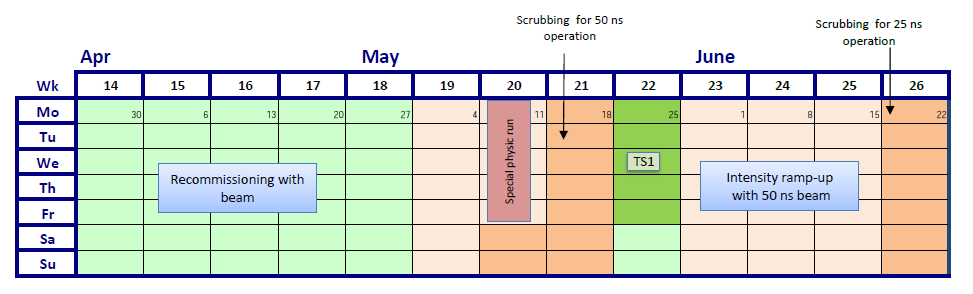 Scrubbing for 50 ns
operation
Scrubbing for 25 ns
operation
Apr May June
Wk 14 15 16 17 18 19 20 21 22 23 24 25 26
Mo 30 6 13 20 27 4 11 18 25 1 8 15 22
Tu
We
Th
Fr
Sa
Su
Recommissioning with
beam
Special physic run
TS1
Intensity ramp-up
with 50 ns beam